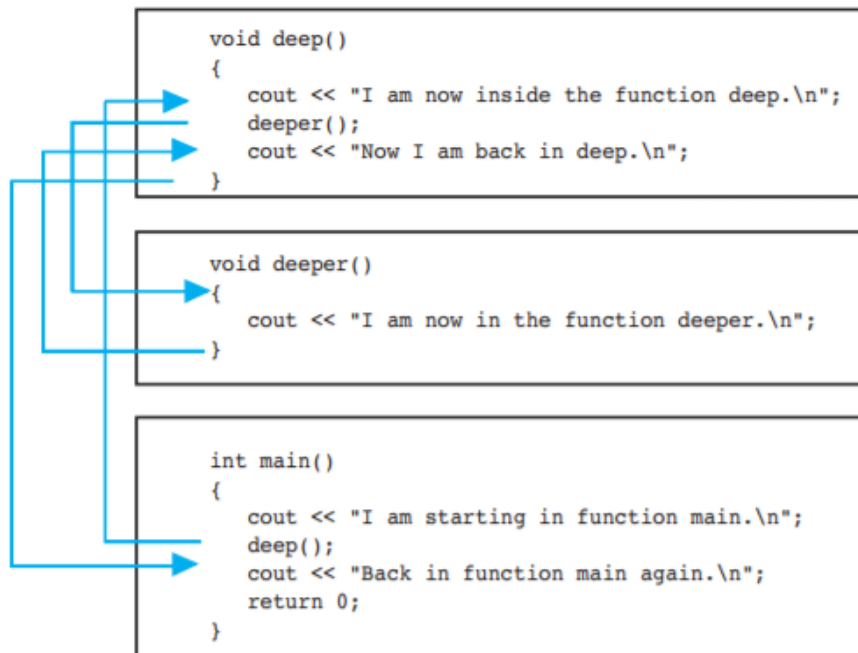 void deep()
{
cout << "I am now inside the function deep.\n";
deeper();
cout << "Now I am back in deep.\n";
}
void deeper()
{
cout << "I am now in the function deeper.\n";
}
int main()
{
cout << "I am starting in function main.\n";
deep();
cout << "Back in function main again.\n";
return 0;
}